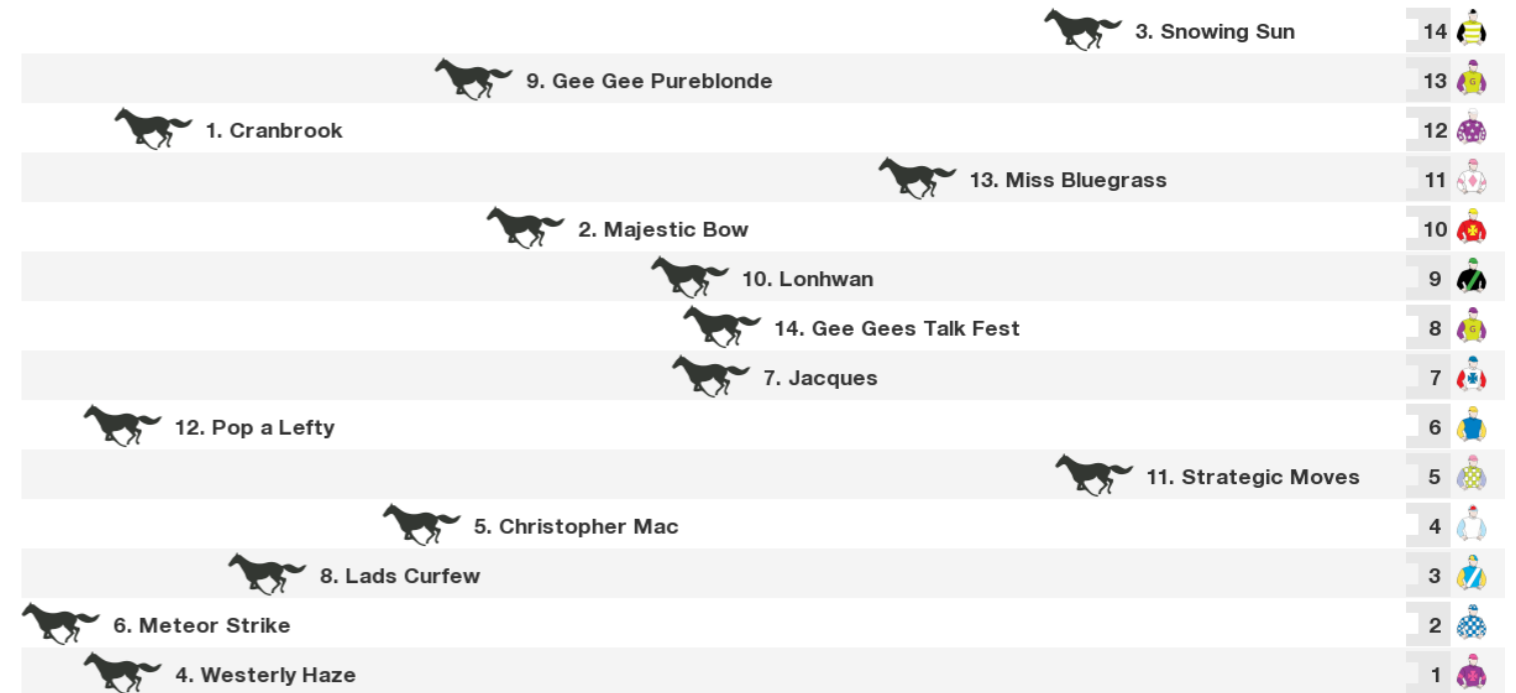 3. Snowing Sun 14
9. Gee Gee Pureblonde 13 G
1. Cranbrook 12
13. Miss Bluegrass 11
2. Majestic Bow 10
10. Lonhwan 9
14. Gee Gees Talk Fest 8 G
7. Jacques 7
12. Pop a Lefty 6
11. Strategic Moves 5
5. Christopher Mac 4
8. Lads Curfew 3
6. Meteor Strike 2
4. Westerly Haze 1